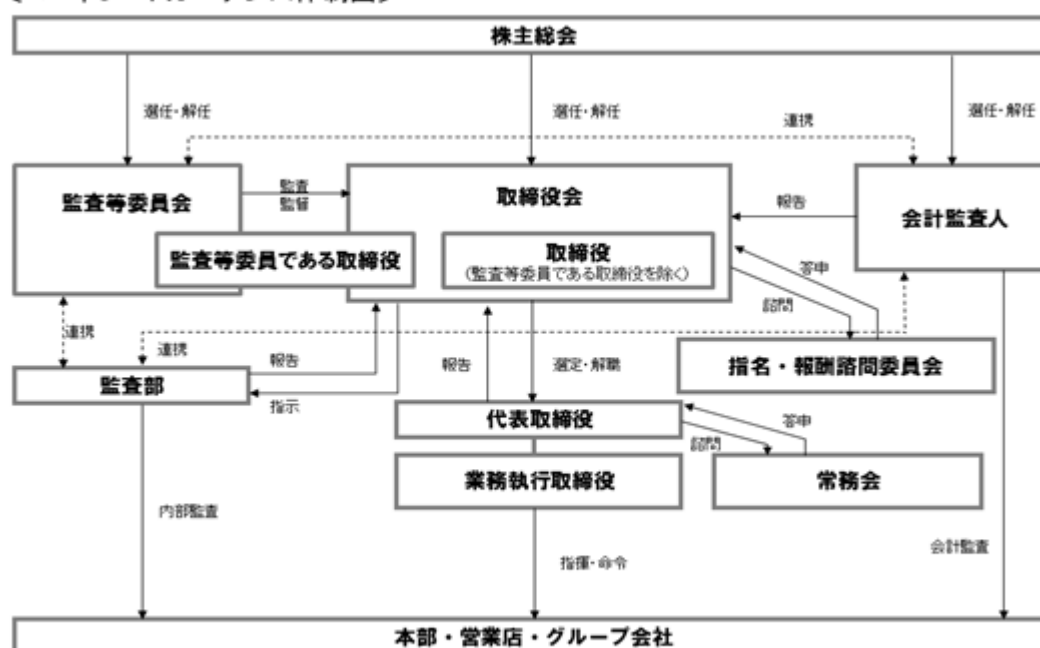 株主総会
選任・解任
選任・解任
選任・解任
連携
監査等委員会
監査
監督
取締役会
報告
会計監査人
監査等委員である取締役
取締役
(監査等委員である取締役を除く)
答申
諮問
連携
連携
報告
報告
選定・解職
指名・報酬諮問委員会
監査部
指示
代表取締役
答申
諮問
業務執行取締役
常務会
内部監査
会計監査
指揮・命令
本部・営業店・グループ会社